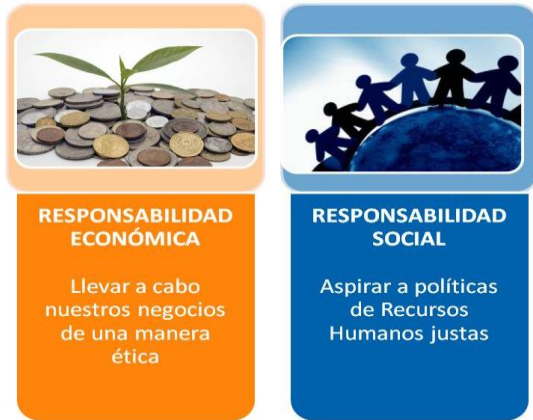 RESPONSABILIDAD
ECONÓMICA
Llevar a cabo
nuestros negocios
de una manera
ética
RESPONSABILIDAD
SOCIAL
Aspirar a políticas
de Recursos
Humanos justas